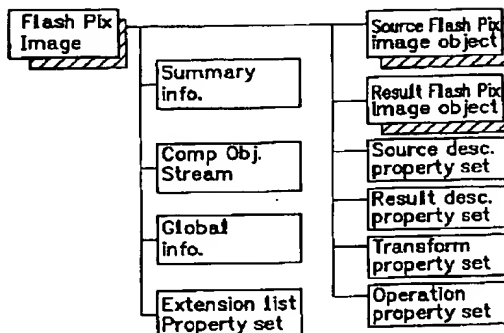 Flash Pix
Image
Summary
info.
Comp Obj.
Stream
Global
info.
Extension list
Property set
Source Flash Pix
image object
Result Flash Pix
Image object
Source desc.
property set
Result desc.
property set
Transform
property set
Operation
property set